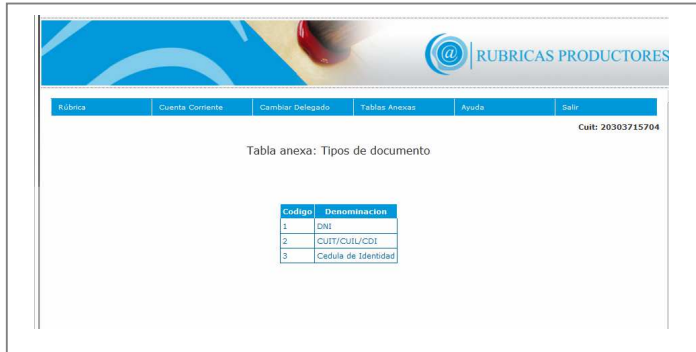 @ RUBRICAS PRODUCTORES
Rúbrica Cuenta Corriente Cambiar Delegado Tablas Anexas Ayuda Salir
Cuit: 20303715704
Tabla anexa: Tipos de documento
Codigo Denominacion
1 DNI
2 CUIT/CUIL/CDI
3 Cedula de Identidad